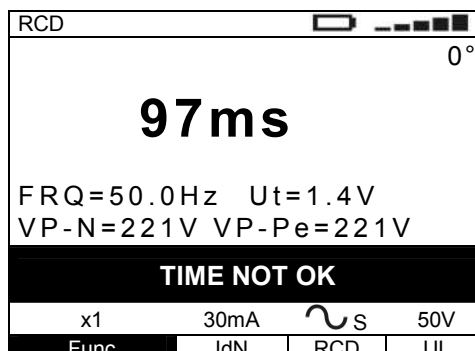 RCD
0°
97ms
FRQ=50.0Hz Ut=1.4V
VP-N=221V VP-Pe=221V
TIME NOT OK
x1 30mA S 50V
Func IdN RCD UL